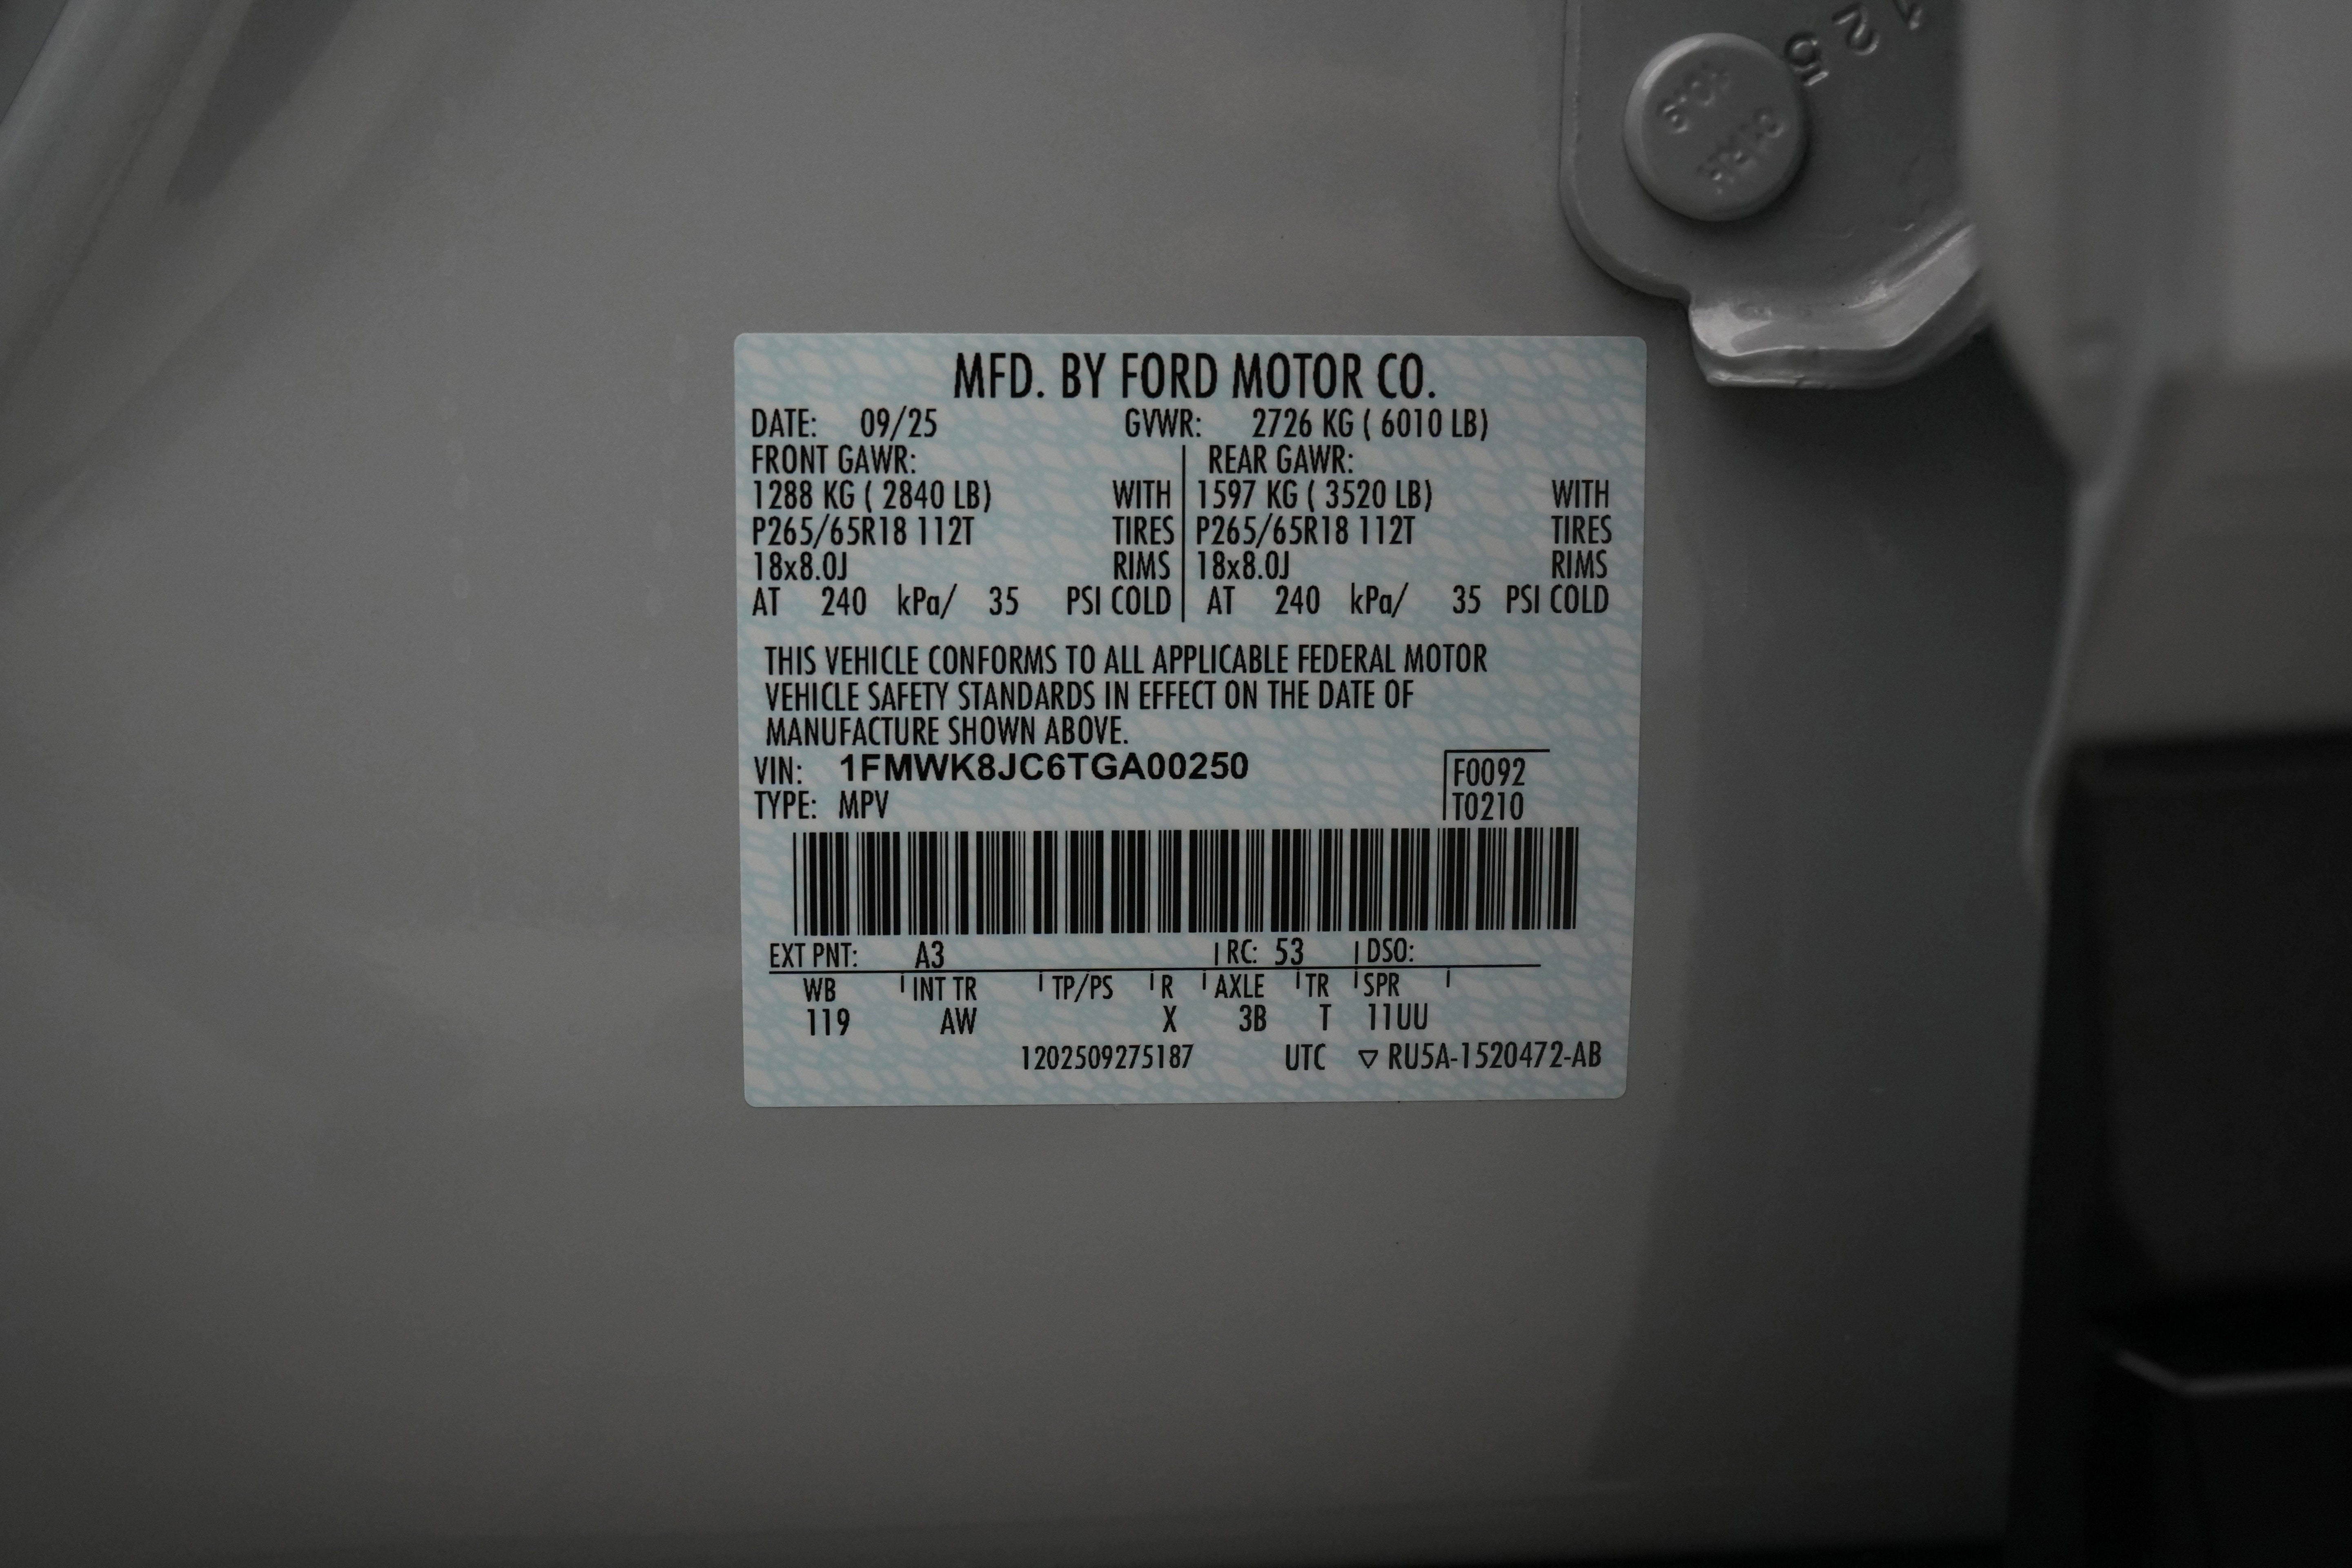 125
10.9
MFD. BY FORD MOTOR CO.
DATE: 09/25 GVWR: 2726 KG ( 6010 LB)
FRONT GAWR: REAR GAWR:
1288 KG ( 2840 LB) WITH 1597 KG ( 3520 LB) WITH
P265/65R18 112T TIRES P265/65R18 112T TIRES
18x8.0J RIMS 18x8.0J RIMS
AT 240 kPa/ 35 PSI COLD AT 240 kPa/ 35 PSI COLD
THIS VEHICLE CONFORMS TO ALL APPLICABLE FEDERAL MOTOR
VEHICLE SAFETY STANDARDS IN EFFECT ON THE DATE OF
MANUFACTURE SHOWN ABOVE.
VIN: 1FMWK8JC6TGA00250 F0092
TYPE: MPV T0210
EXT PNT: A3 RC: 53 DSO:
WB INT TR TP/PS R AXLE TR SPR
119 AW X 3B T 11UU
1202509275187 UTC ▽ RU5A-1520472-AB